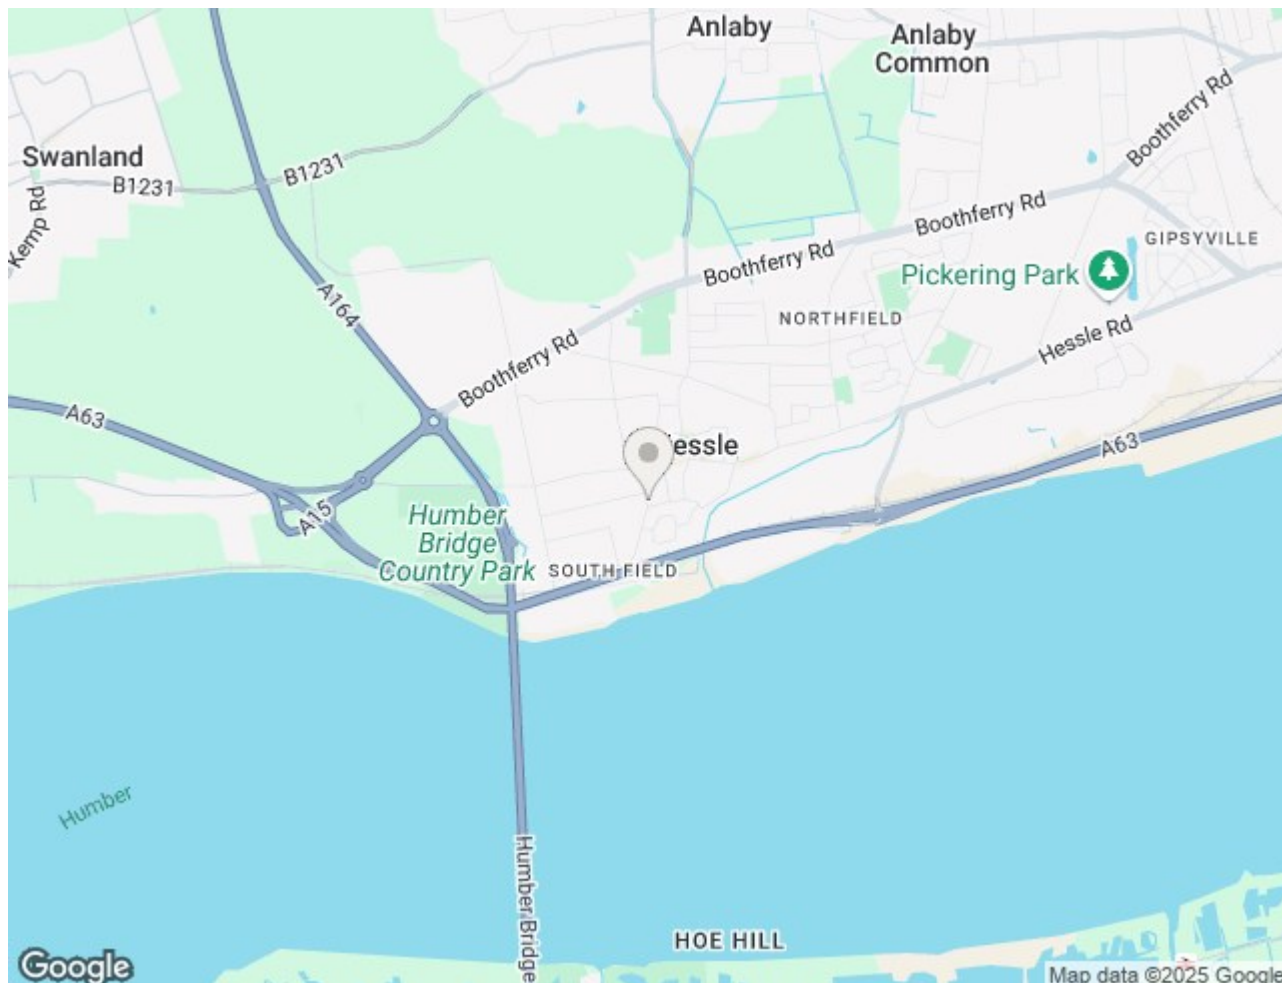 Anlaby
Anlaby
Common
Boothferry Rd
Swanland
B1231
B1231
Kemp Rd
Boothferry Rd
GIPSYVILLE
Boothferry Rd
Pickering Park
A164
NORTHFIELD
Hessle Rd
Boothferry Rd
A63
essle
A63
A15
Humber
Bridge
Country Park
SOUTH FIELD
Humber
Humber Bridge
HOE HILL
Google
Map data ©2025 Google